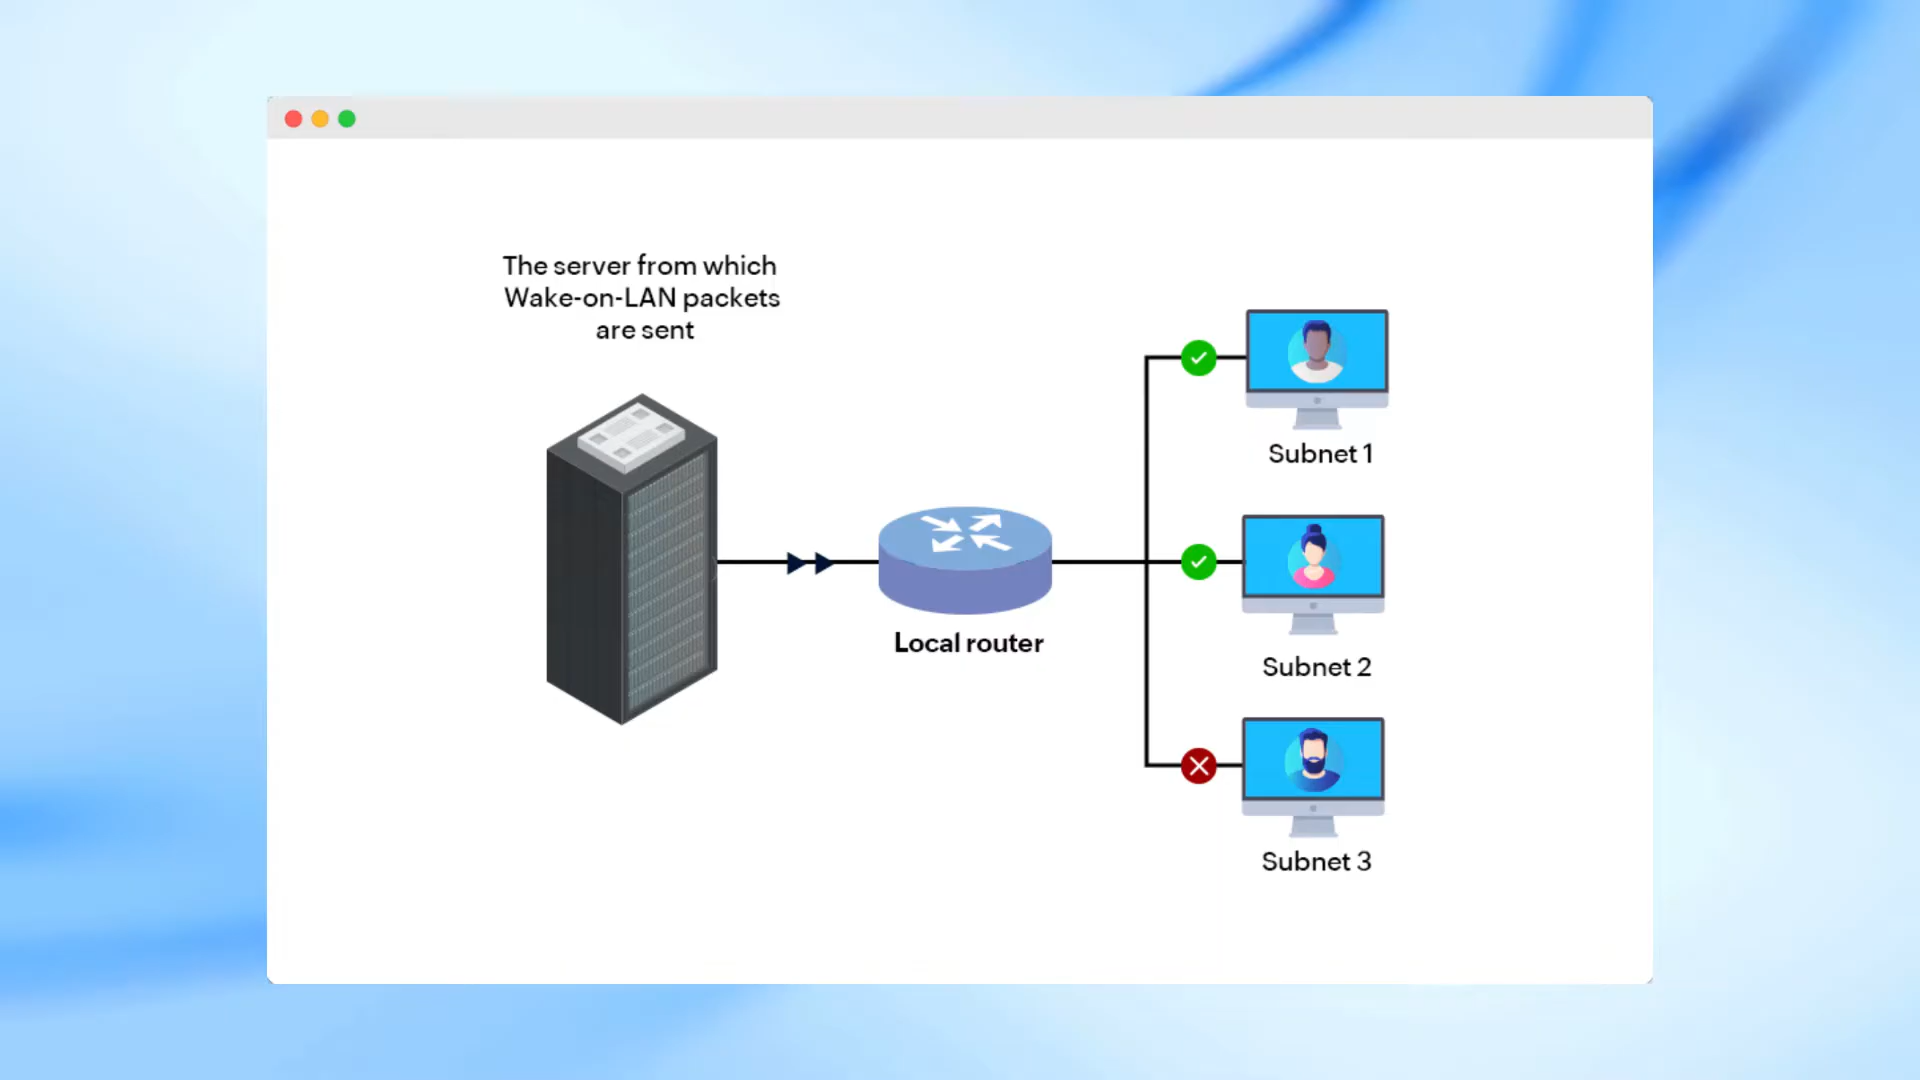 The server from which
Wake-on-LAN packets
are sent
Local router
Subnet 1
Subnet 2
Subnet 3